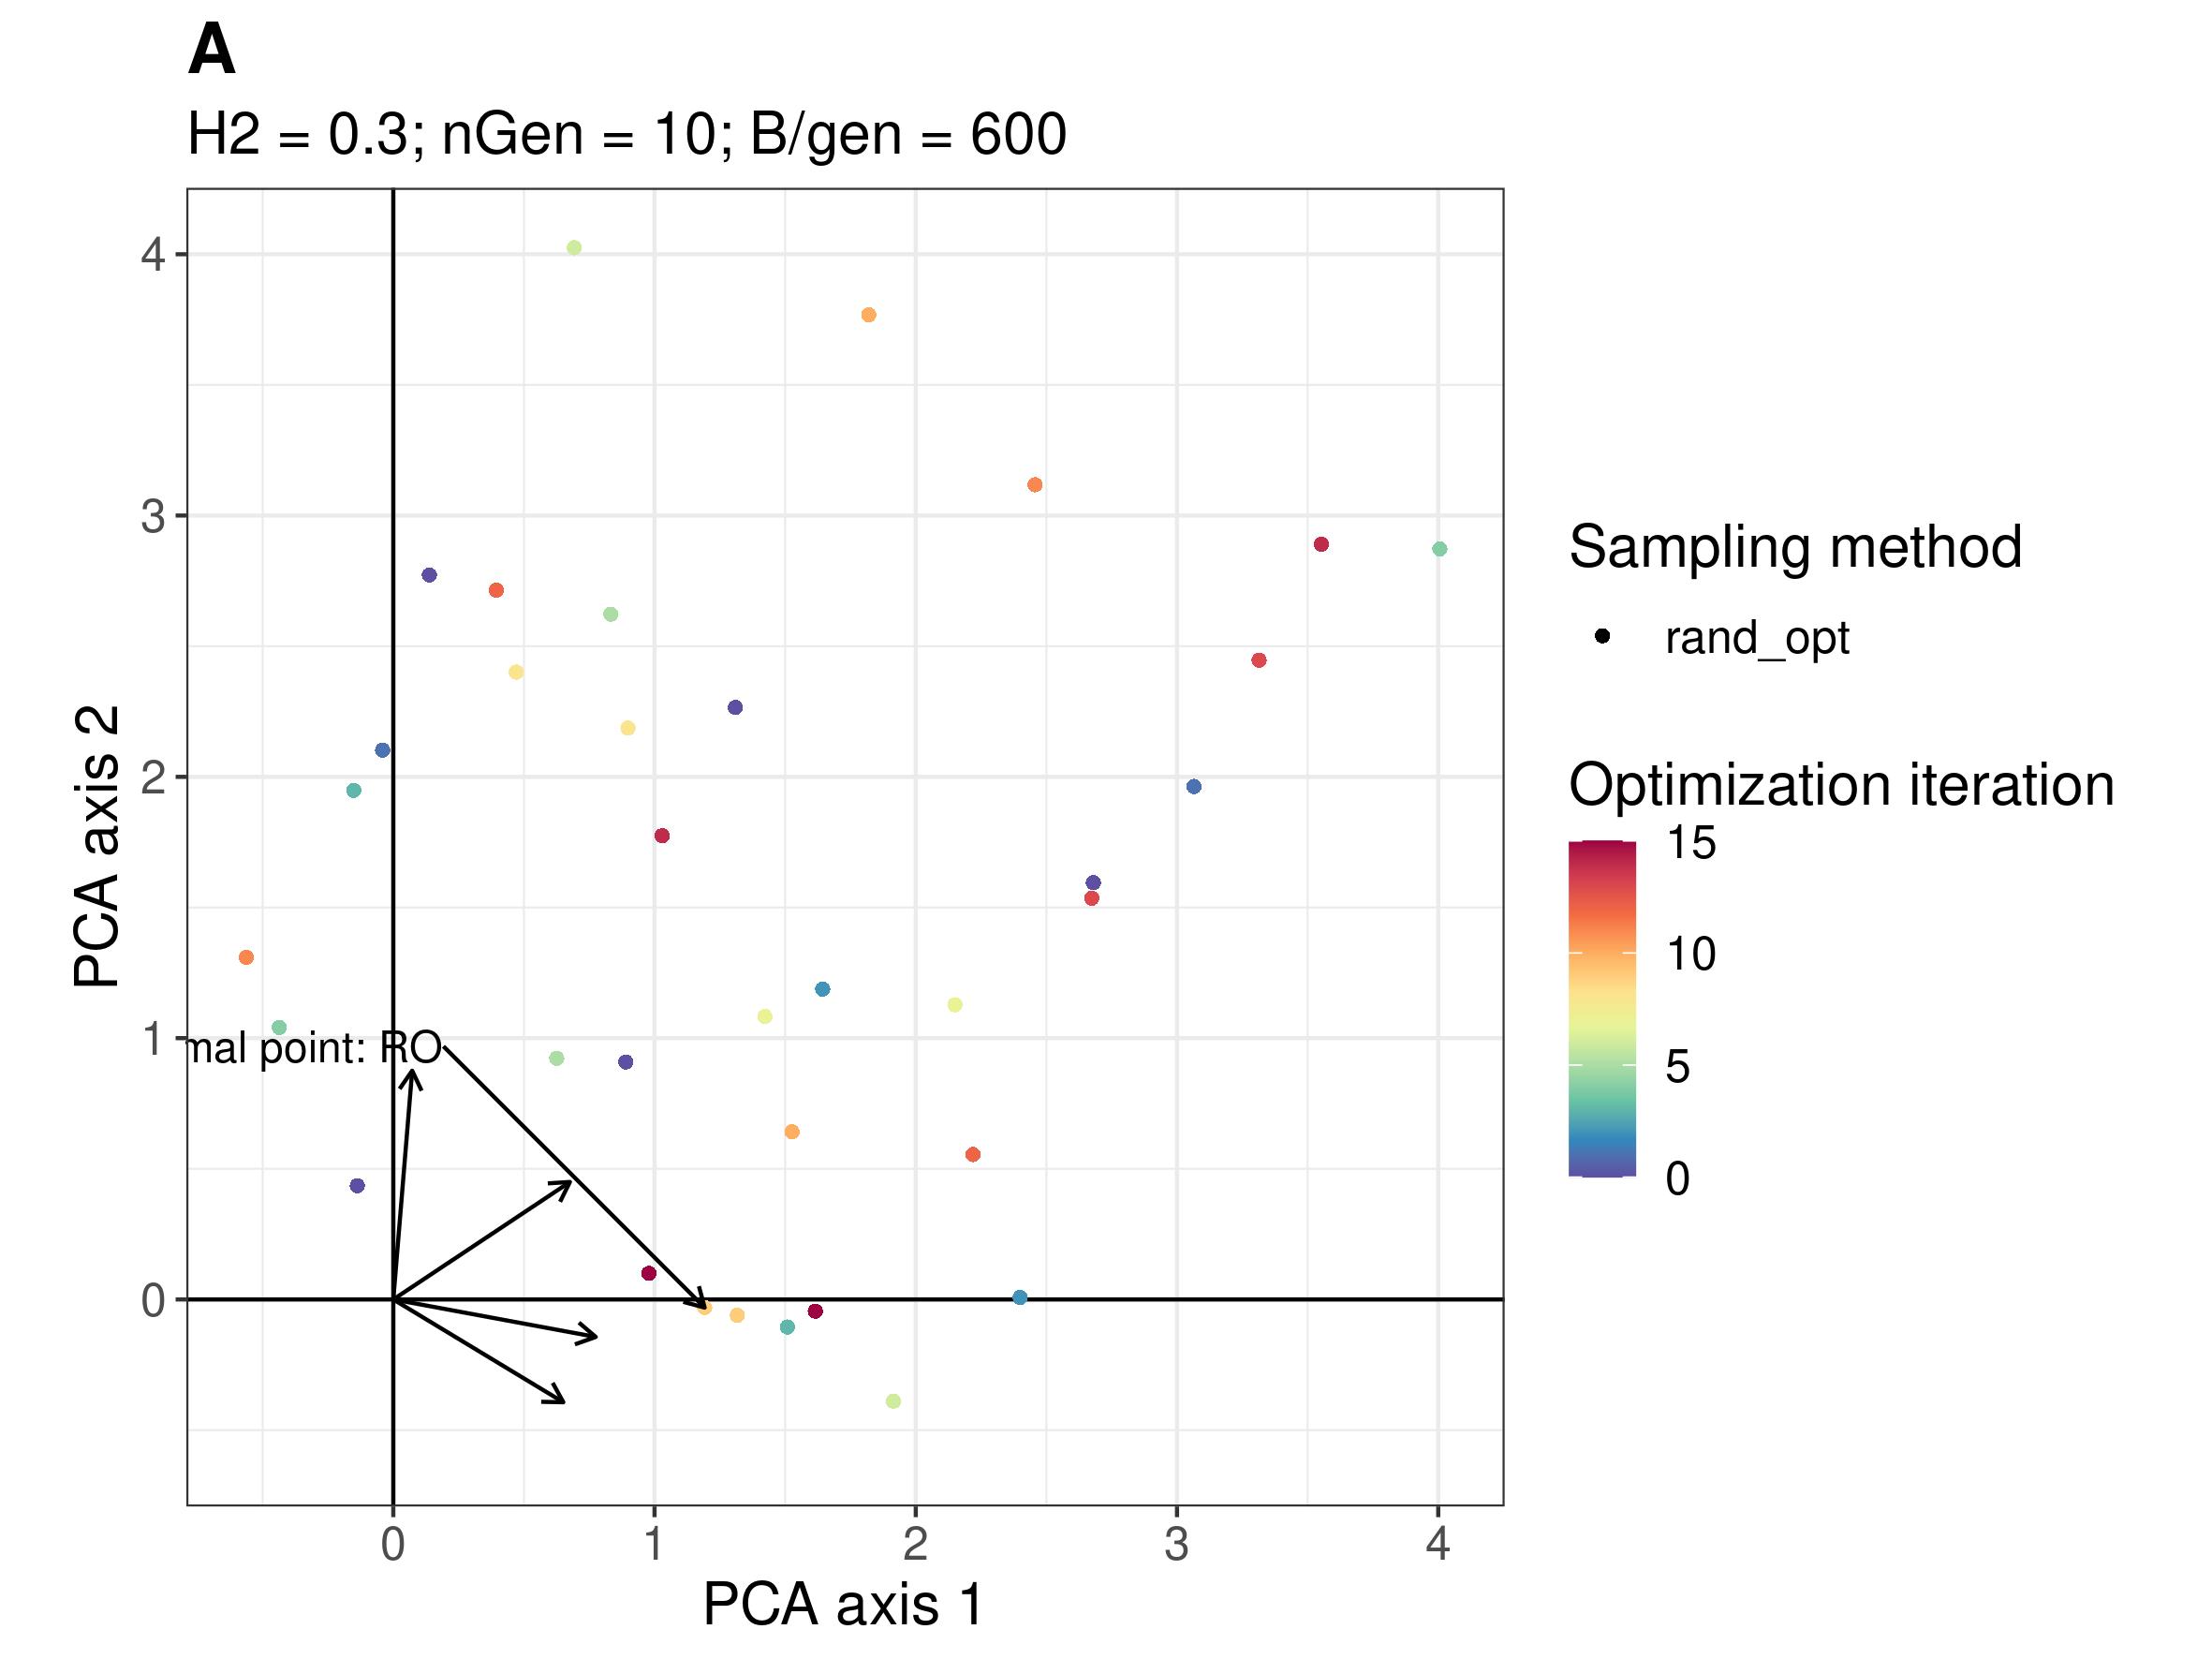 A
H2 = 0.3; nGen = 10; B/gen = 600
PCA axis 2
4
3
2
1
0
mal point: RO
0 1 2 3 4
PCA axis 1
Sampling method
rand_opt
Optimization iteration
15
10
5
0